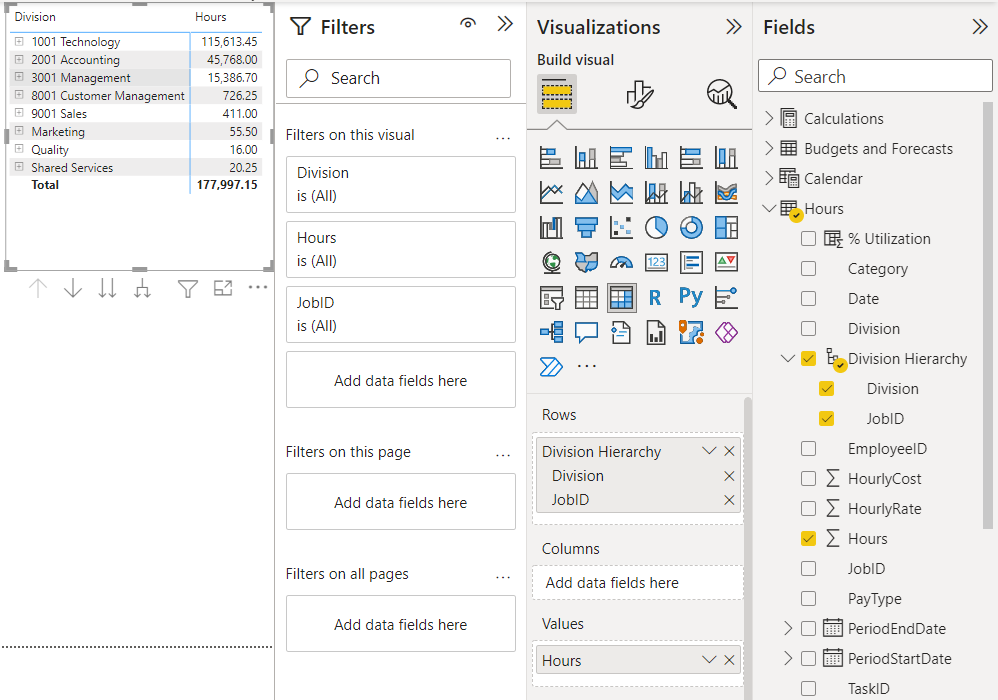 Division Hours
1001 Technology 115,613.45
2001 Accounting 45,768.00
3001 Management 15,386.70
8001 Customer Management 726.25
9001 Sales 411.00
Marketing 55.50
Quality 16.00
Shared Services 20.25
Total 177,997.15
Filters
Search
Filters on this visual ...
Division
is (All)
Hours
is (All)
JobID
is (All)
Add data fields here
Filters on this page ...
Add data fields here
Filters on all pages ...
Add data fields here
Visualizations
Build visual
123
R
Py
...
Rows
Division Hierarchy
Division
JobID
Columns
Add data fields here
Values
Hours
Fields
Search
Calculations
Budgets and Forecasts
Calendar
Hours
% Utilization
Category
Date
Division
Division Hierarchy
Division
JobID
EmployeeID
HourlyCost
HourlyRate
Hours
JobID
PayType
PeriodEndDate
PeriodStartDate
TaskID